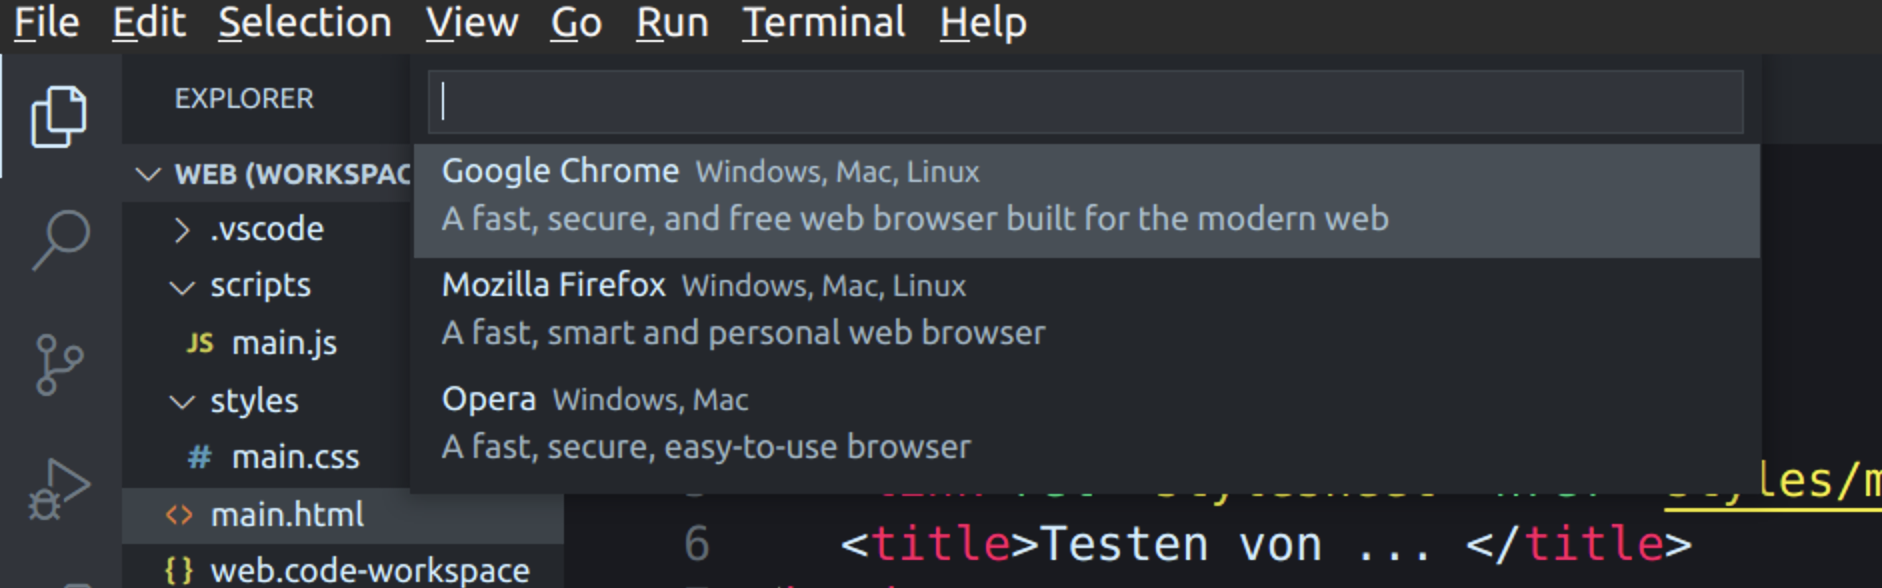 File Edit Selection View Go Run Terminal Help
EXPLORER
WEB (WORKSPAC
.vscode
scripts
JS main.js
styles
# main.css
<> main.html
{} web.code-workspace
Google Chrome Windows, Mac, Linux
A fast, secure, and free web browser built for the modern web
Mozilla Firefox Windows, Mac, Linux
A fast, smart and personal web browser
Opera Windows, Mac
A fast, secure, easy-to-use browser
les/m
6 <title>Testen von ... </title>